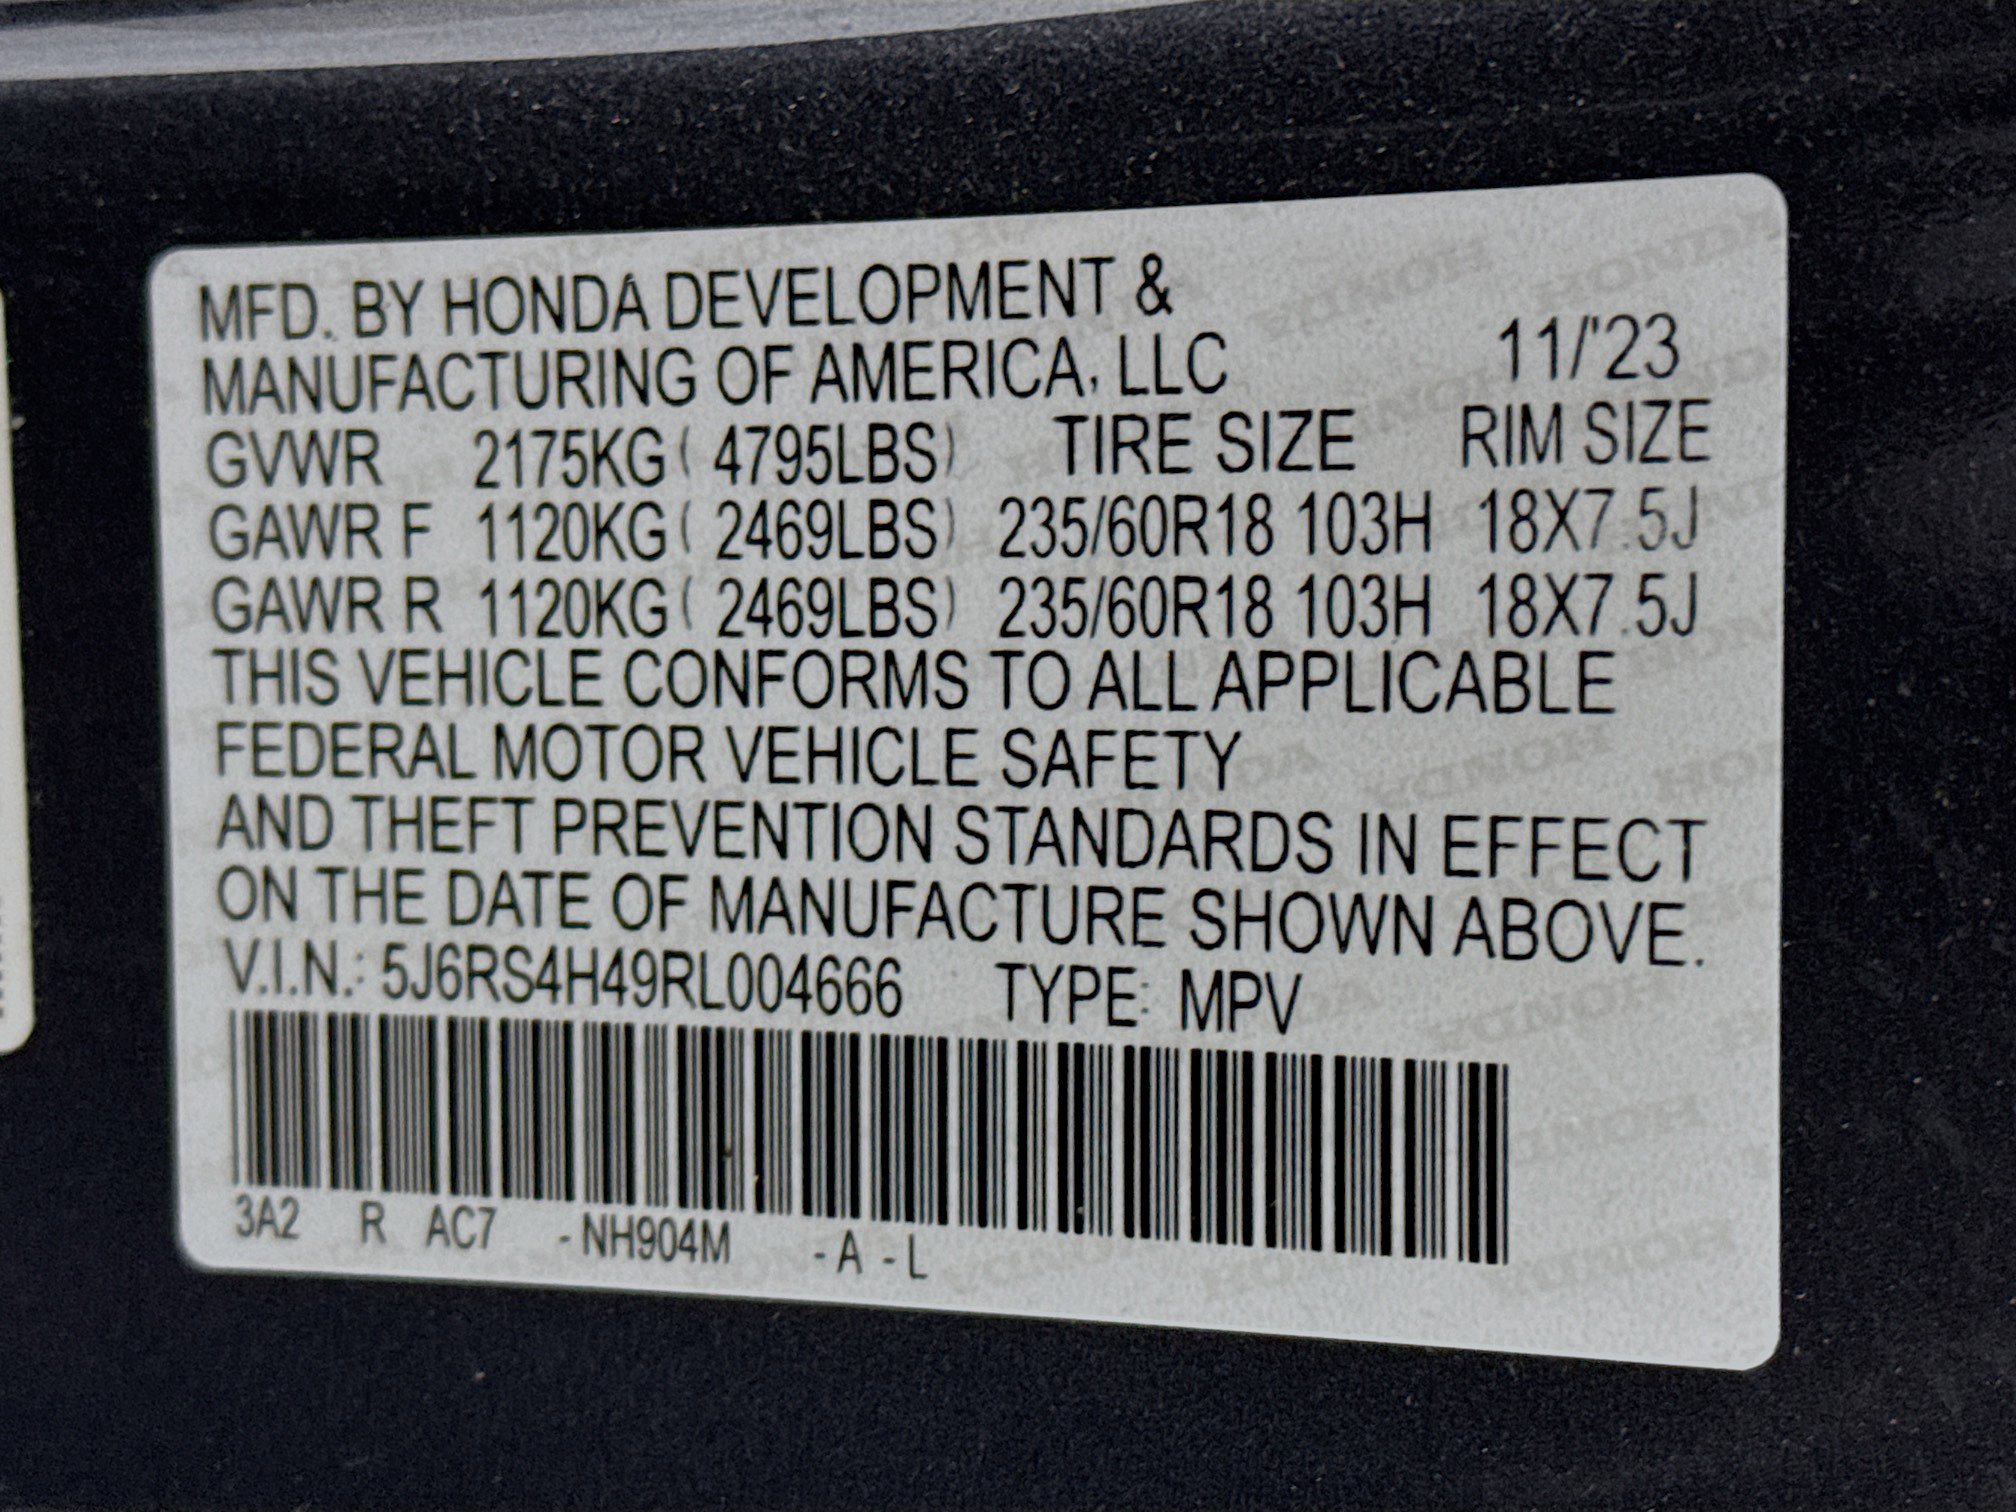 MFD. BY HONDA DEVELOPMENT &
MANUFACTURING OF AMERICA, LLC 11/'23
GVWR 2175KG ( 4795LBS) TIRE SIZE RIM SIZE
GAWR F 1120KG ( 2469LBS) 235/60R18 103H 18X7.5J
GAWR R 1120KG ( 2469LBS) 235/60R18 103H 18X7.5J
THIS VEHICLE CONFORMS TO ALL APPLICABLE
FEDERAL MOTOR VEHICLE SAFETY
AND THEFT PREVENTION STANDARDS IN EFFECT
ON THE DATE OF MANUFACTURE SHOWN ABOVE.
V.I.N.: 5J6RS4H49RL004666 TYPE: MPV
3A2 R AC7 -NH904M -A -L